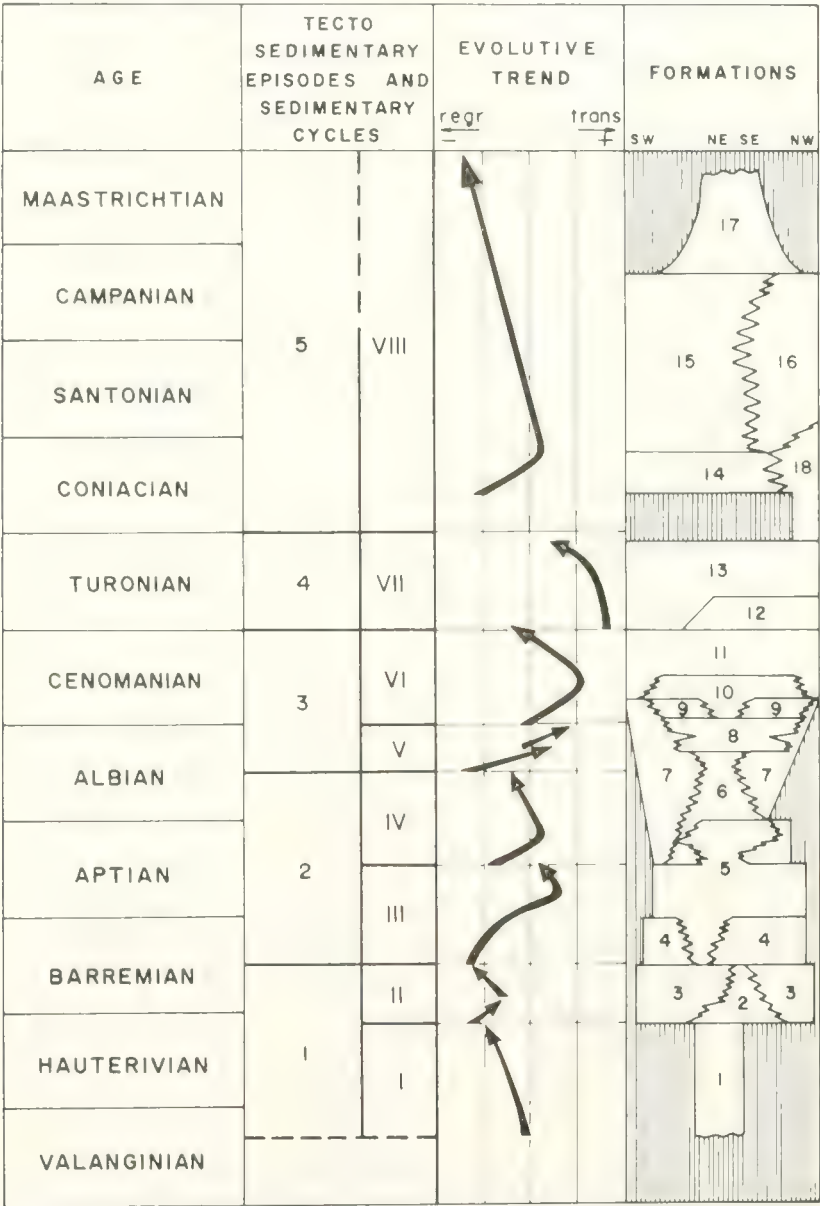 AGE
TECTO
SEDIMENTARY
EPISODES AND
SEDIMENTARY
CYCLES
EVOLUTIVE
TREND
regr
−
trans
+
FORMATIONS
SW NE SE NW
MAASTRICHTIAN
17
CAMPANIAN
5 VIII
15 16
SANTONIAN
CONIACIAN
14 18
TURONIAN
4 VII
13
12
CENOMANIAN
3
VI
11
10
9 9
8
V
ALBIAN
7 6 7
IV
APTIAN
2
5
III
4 4
BARREMIAN
II
3 2 3
HAUTERIVIAN
1
I
1
VALANGINIAN